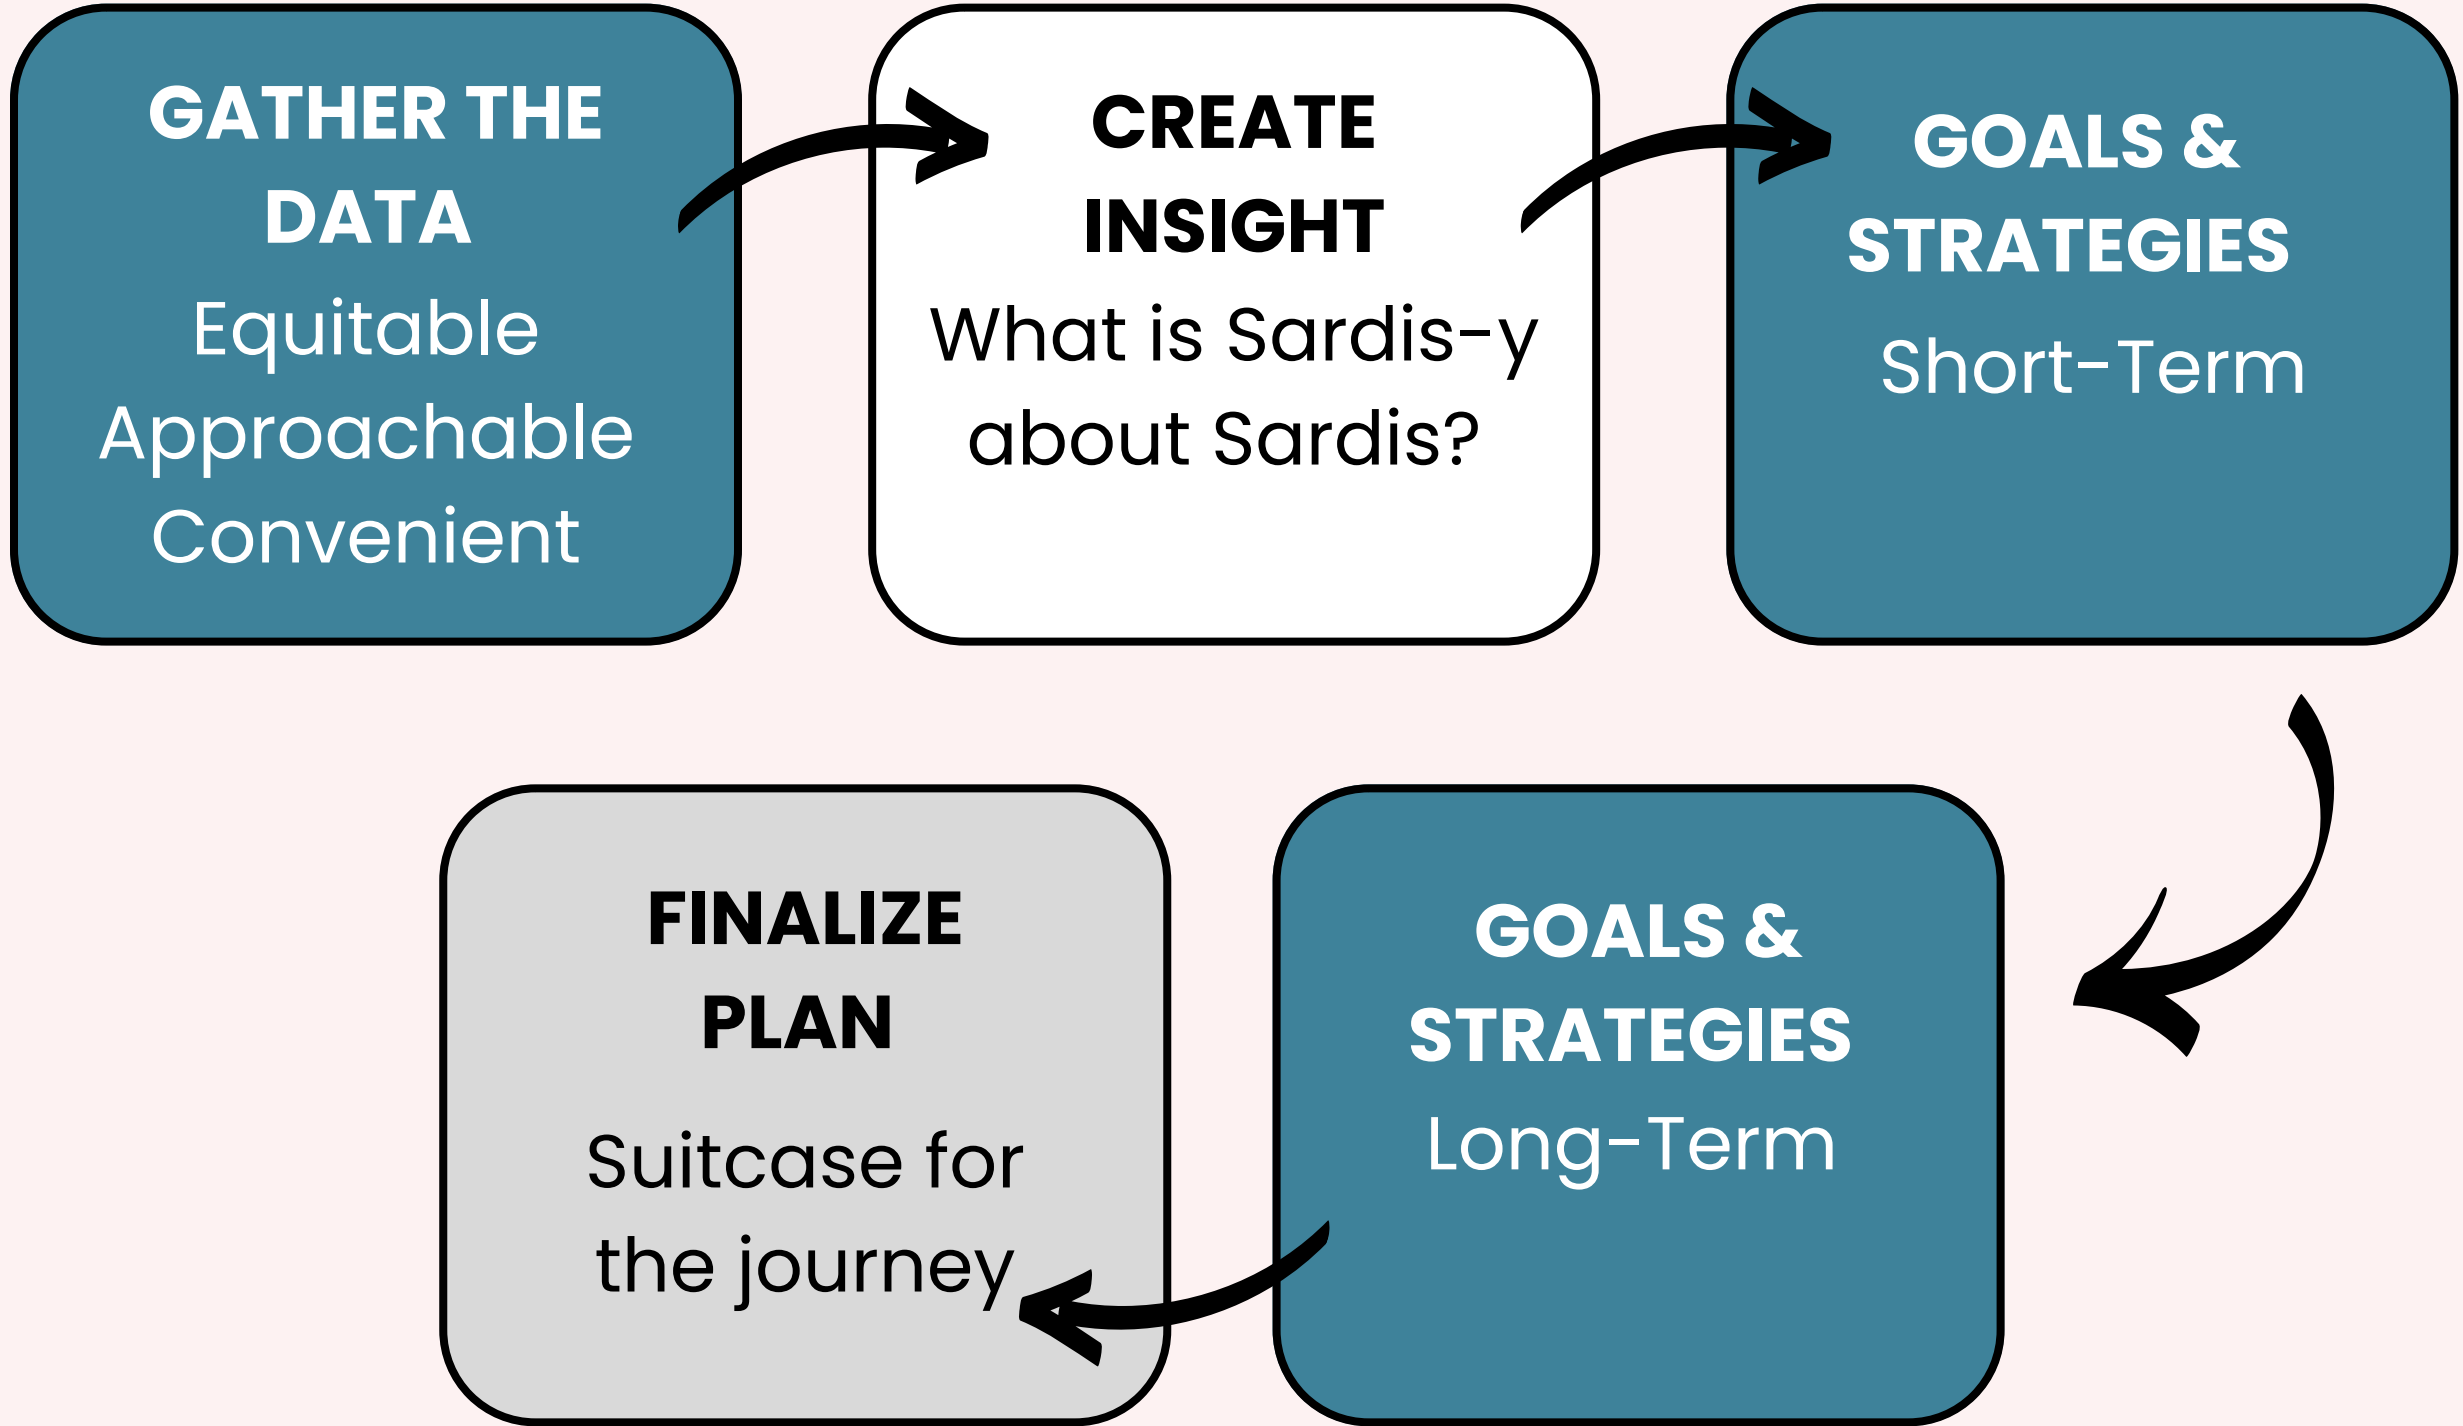 GATHER THE
DATA
Equitable
Approachable
Convenient
CREATE
INSIGHT
What is Sardis-y
about Sardis?
GOALS &
STRATEGIES
Short-Term
GOALS &
STRATEGIES
Long-Term
FINALIZE
PLAN
Suitcase for
the journey